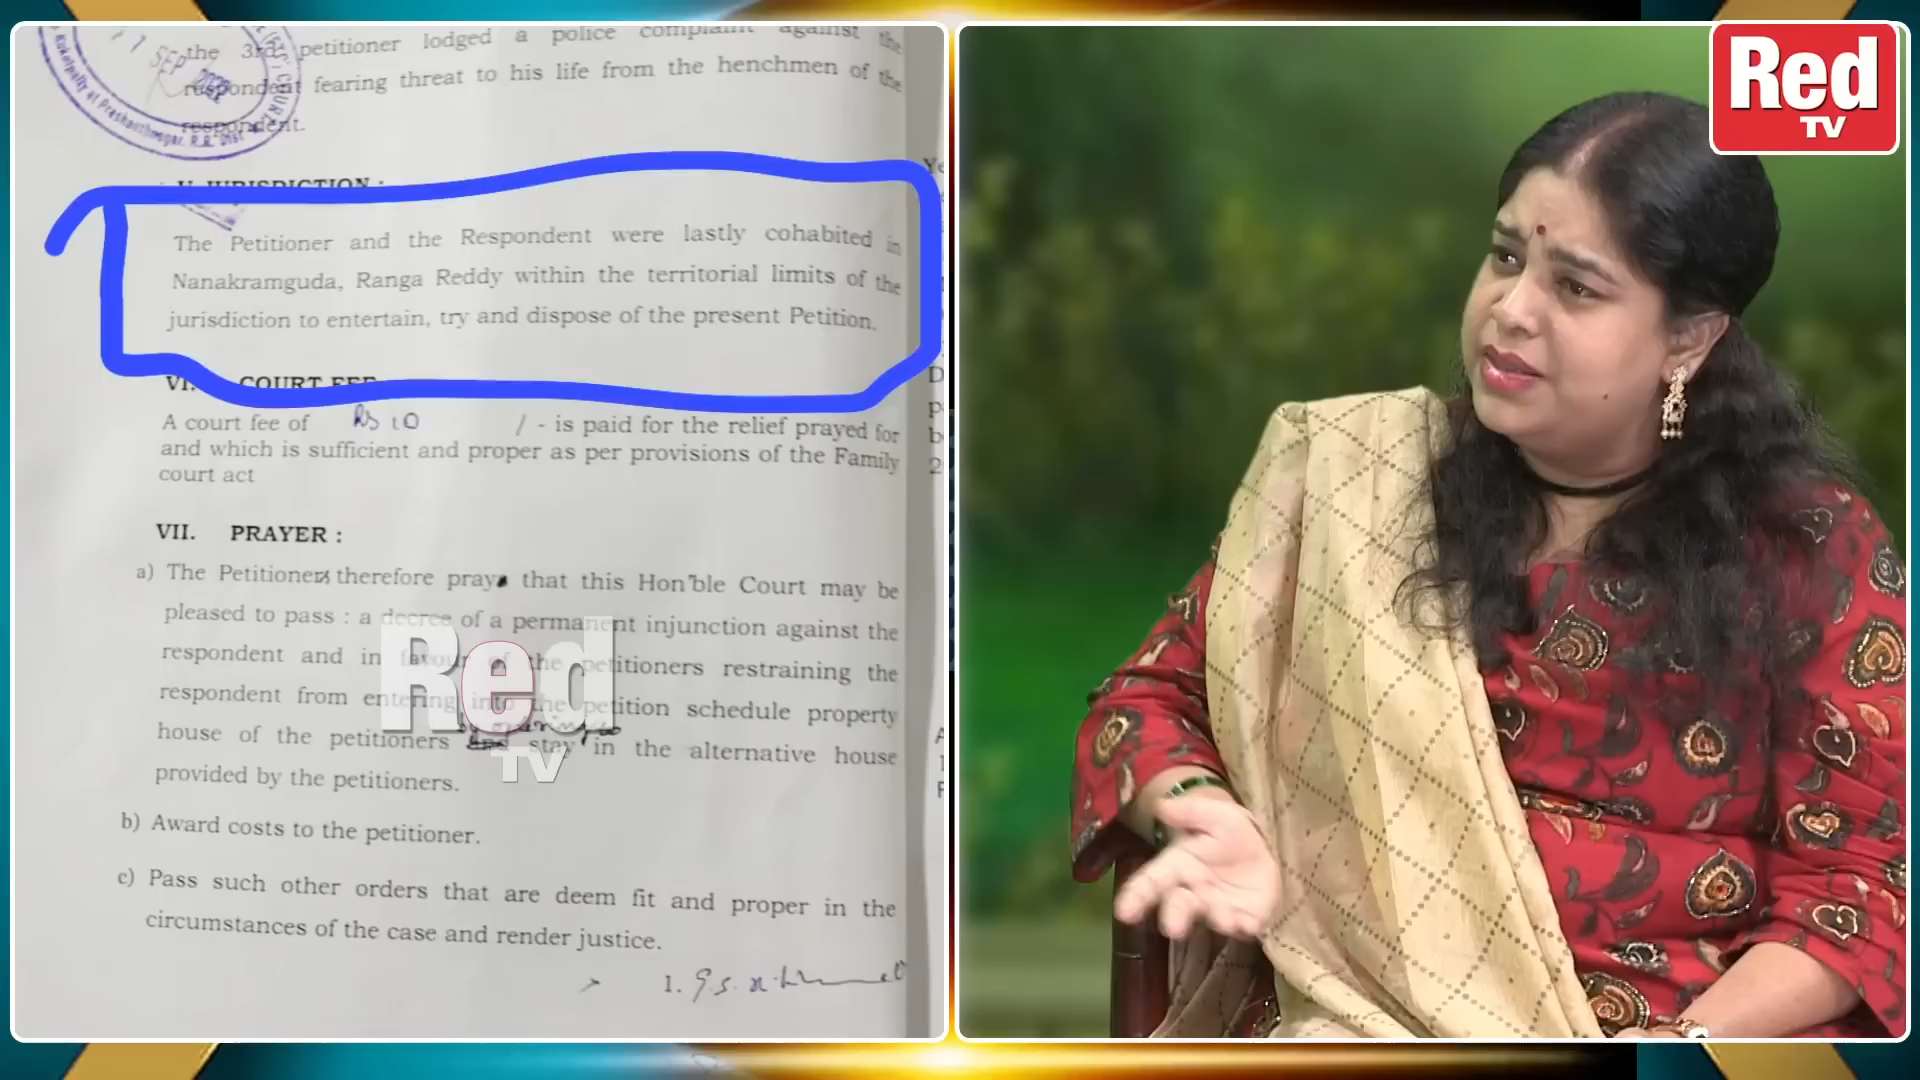 the 3rd petitioner lodged a police complaint against the
respondent fearing threat to his life from the henchmen of the
respondent.
V. JURISDICTION :
The Petitioner and the Respondent were lastly cohabited in
Nanakramguda, Ranga Reddy within the territorial limits of the
jurisdiction to entertain, try and dispose of the present Petition.
VI. COURT FEE
A court fee of Rs 10 / - is paid for the relief prayed for
and which is sufficient and proper as per provisions of the Family
court act
VII. PRAYER :
a) The Petitioners therefore pray that this Hon'ble Court may be
pleased to pass : a decree of a permanent injunction against the
respondent and in favour of the petitioners restraining the
respondent from entering into the petition schedule property
house of the petitioners stay in the alternative house
provided by the petitioners.
b) Award costs to the petitioner.
c) Pass such other orders that are deem fit and proper in the
circumstances of the case and render justice.
1.
SEP
Kukatpally at Prashanthnagar, R.R. Dist
Red
TV
Red
TV